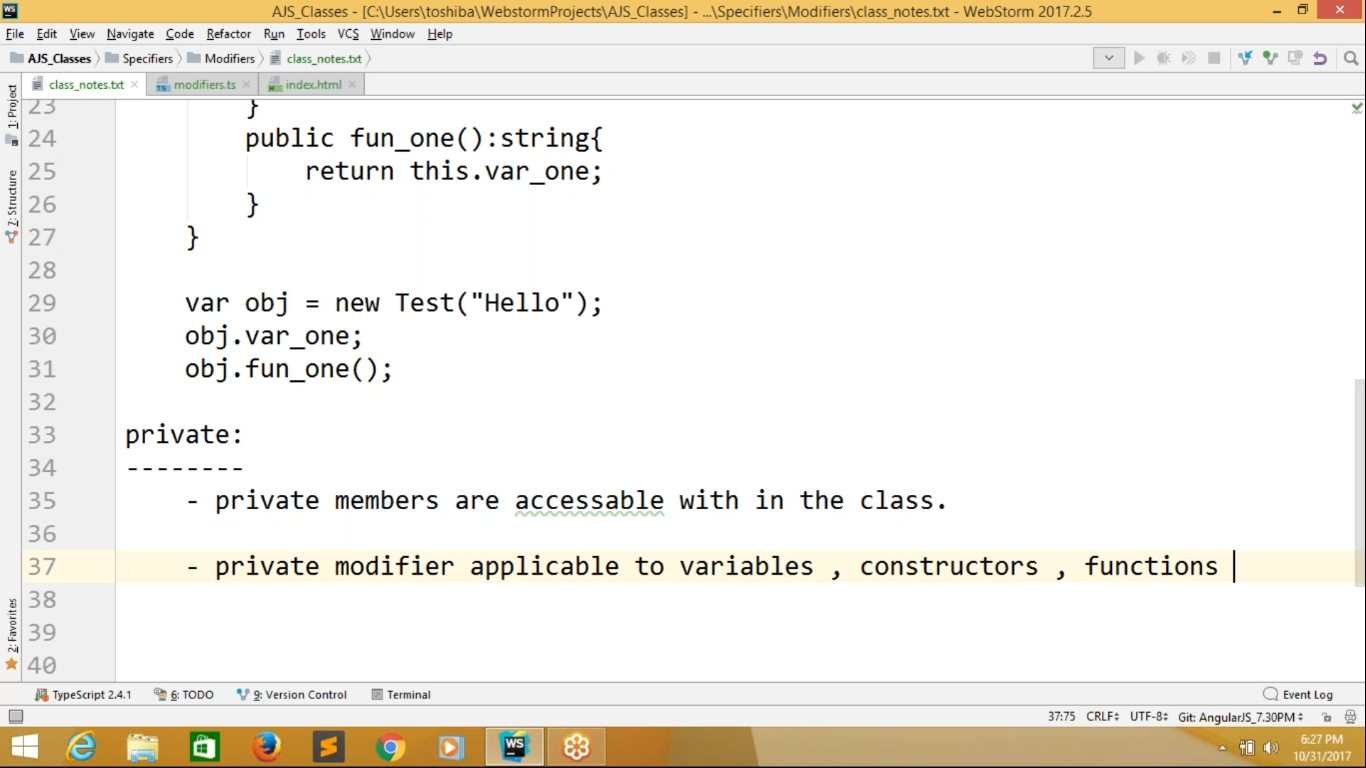 AJS_Classes - [C:\Users\toshiba\WebstormProjects\AJS_Classes] - ...\Specifiers\Modifiers\class_notes.txt - WebStorm 2017.2.5
File Edit View Navigate Code Refactor Run Tools VCS Window Help
AJS_Classes Specifiers Modifiers class_notes.txt
class_notes.txt modifiers.ts index.html
1: Project
7: Structure
2: Favorites
23 }
24 public fun_one():string{
25 return this.var_one;
26 }
27 }
28
29 var obj = new Test("Hello");
30 obj.var_one;
31 obj.fun_one();
32
33 private:
34 --------
35 - private members are accessable with in the class.
36
37 - private modifier applicable to variables , constructors , functions
38
39
40
TypeScript 2.4.1 6: TODO 9: Version Control Terminal Event Log
37:75 CRLF UTF-8 Git: AngularJS_7.30PM
WS
6:27 PM
10/31/2017